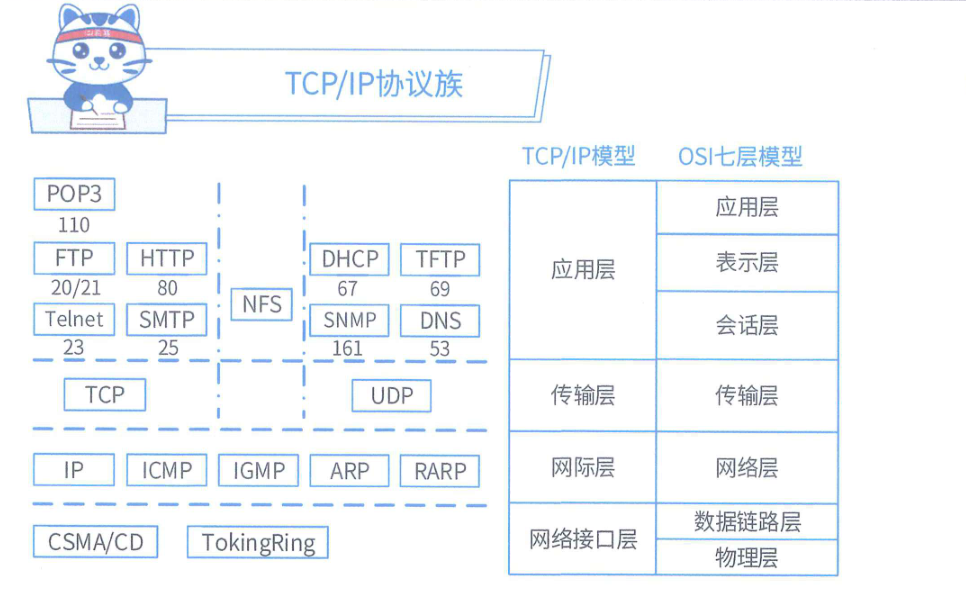 TCP/IP协议族
TCP/IP模型 OSI七层模型
POP3
110
FTP HTTP
20/21 80
Telnet SMTP
23 25
NFS
DHCP TFTP
67 69
SNMP DNS
161 53
TCP UDP
IP ICMP IGMP ARP RARP
CSMA/CD TokingRing
应用层 应用层
表示层
会话层
传输层 传输层
网际层 网络层
网络接口层 数据链路层
物理层